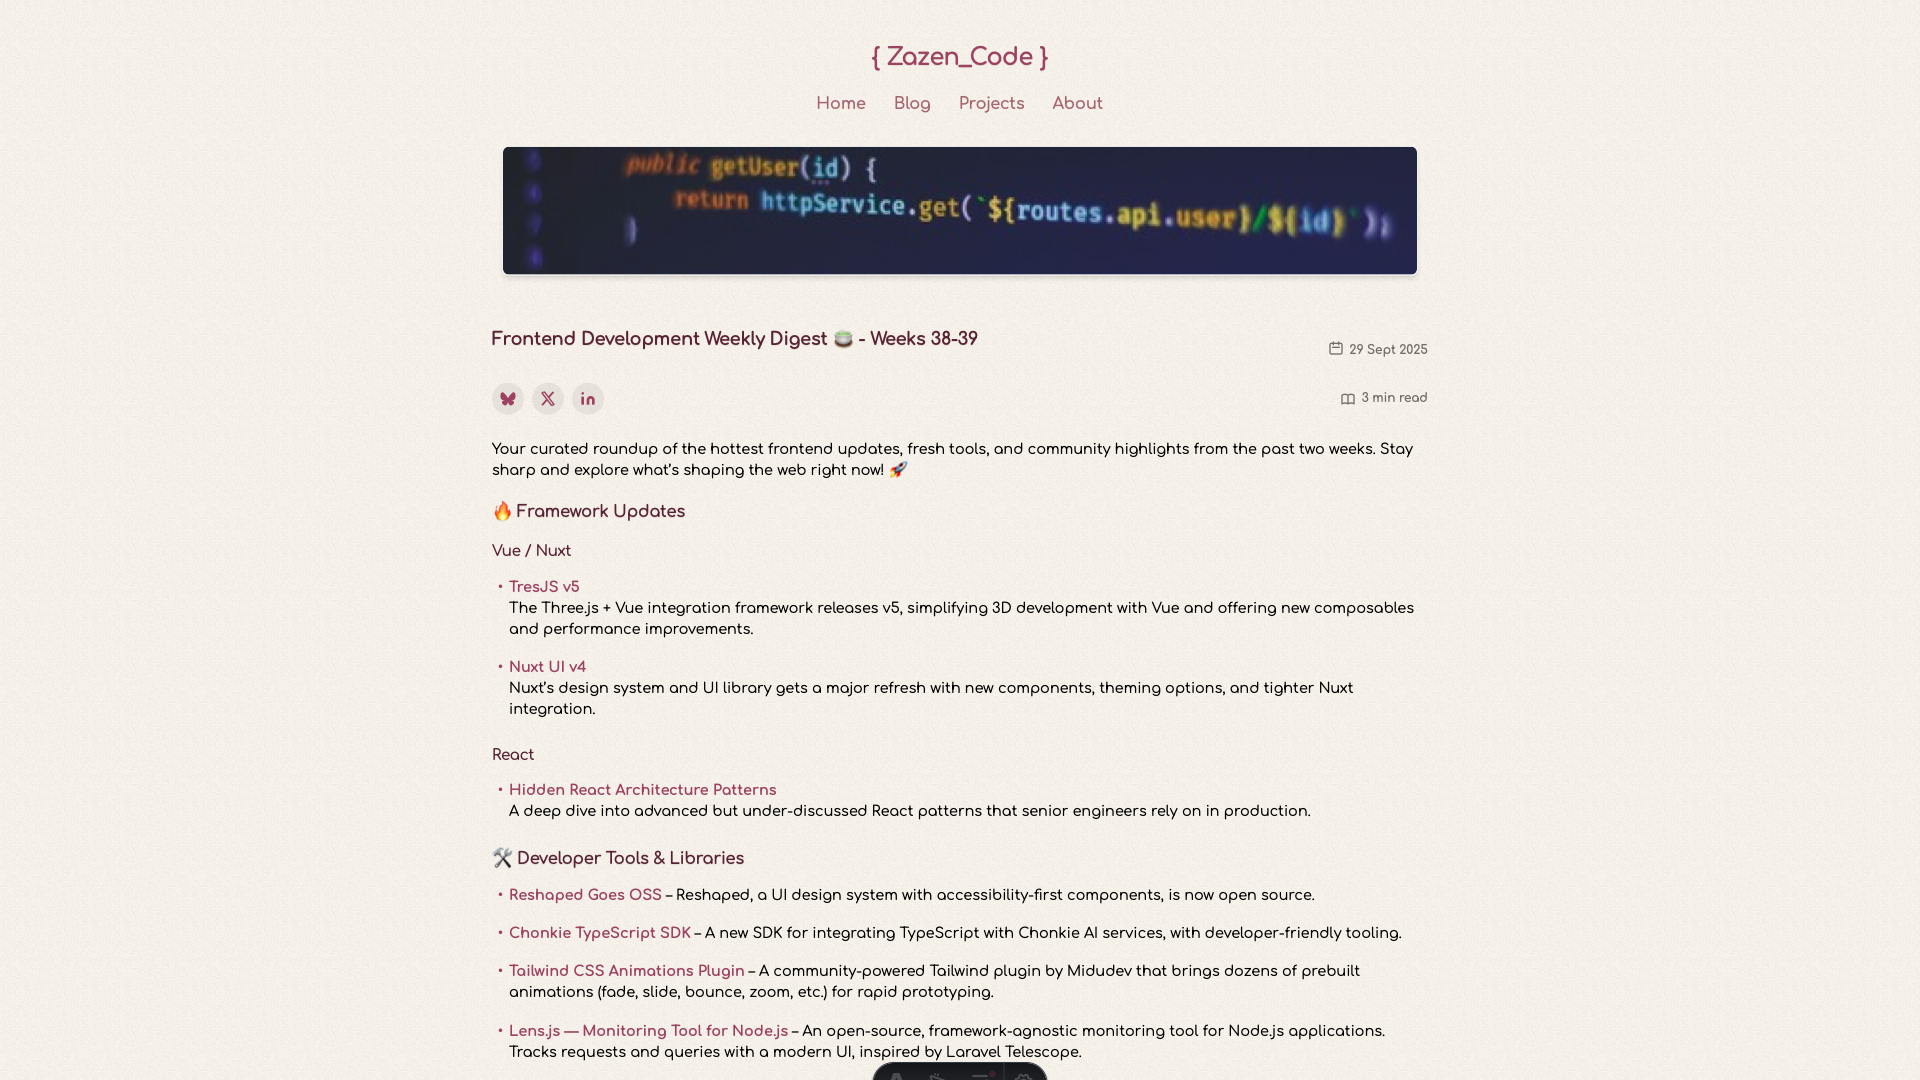 { Zazen_Code }
Home Blog Projects About
public getUser(id) {
return httpService.get(`${routes.api.user}/${id}`);
}
Frontend Development Weekly Digest 🍵 - Weeks 38-39
29 Sept 2025
3 min read
Your curated roundup of the hottest frontend updates, fresh tools, and community highlights from the past two weeks. Stay
sharp and explore what's shaping the web right now! 🚀
🔥 Framework Updates
Vue / Nuxt
• TresJS v5
The Three.js + Vue integration framework releases v5, simplifying 3D development with Vue and offering new composables
and performance improvements.
• Nuxt UI v4
Nuxt's design system and UI library gets a major refresh with new components, theming options, and tighter Nuxt
integration.
React
• Hidden React Architecture Patterns
A deep dive into advanced but under-discussed React patterns that senior engineers rely on in production.
🛠️ Developer Tools & Libraries
• Reshaped Goes OSS – Reshaped, a UI design system with accessibility-first components, is now open source.
• Chonkie TypeScript SDK – A new SDK for integrating TypeScript with Chonkie AI services, with developer-friendly tooling.
• Tailwind CSS Animations Plugin – A community-powered Tailwind plugin by Midudev that brings dozens of prebuilt
animations (fade, slide, bounce, zoom, etc.) for rapid prototyping.
• Lens.js — Monitoring Tool for Node.js – An open-source, framework-agnostic monitoring tool for Node.js applications.
Tracks requests and queries with a modern UI, inspired by Laravel Telescope.